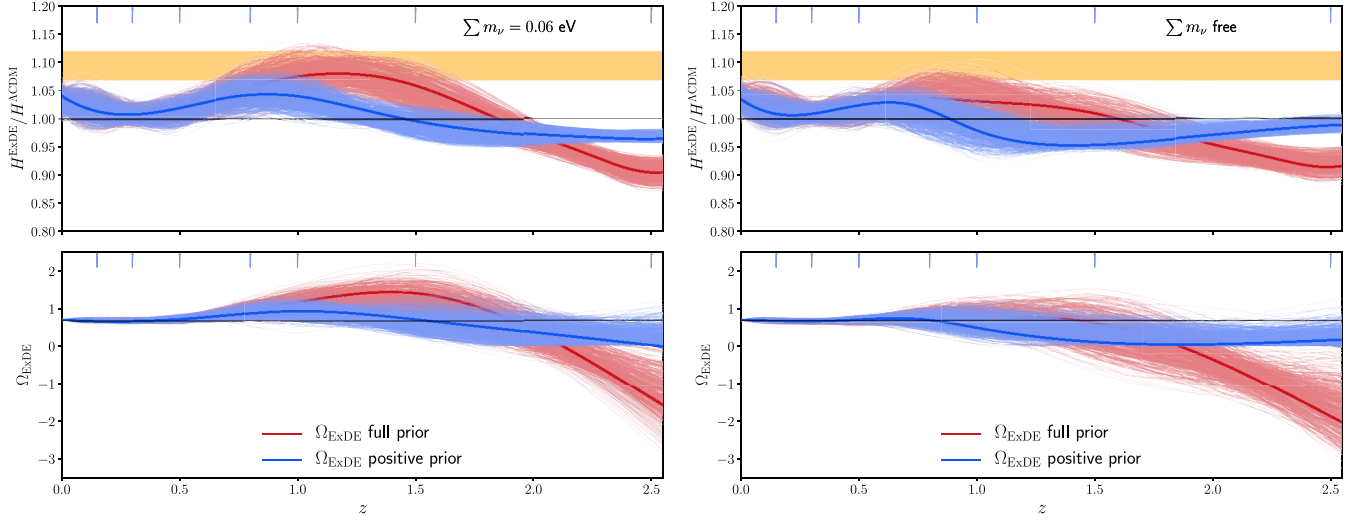 ∑ mν = 0.06 eV
1.20
1.15
1.10
1.05
1.00
0.95
0.90
0.85
0.80
H^ExDE/H^ΛCDM
∑ mν free
1.20
1.15
1.10
1.05
1.00
0.95
0.90
0.85
0.80
H^ExDE/H^ΛCDM
2
1
0
−1
−2
−3
Ω_ExDE
Ω_ExDE full prior
Ω_ExDE positive prior
0.0 0.5 1.0 1.5 2.0 2.5
z
2
1
0
−1
−2
−3
Ω_ExDE
Ω_ExDE full prior
Ω_ExDE positive prior
0.0 0.5 1.0 1.5 2.0 2.5
z